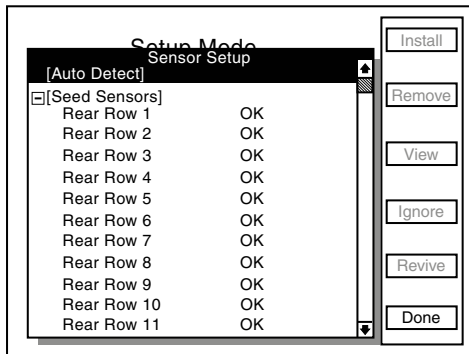 Setup Mode
Sensor Setup
[Auto Detect]
[Seed Sensors]
Rear Row 1 OK
Rear Row 2 OK
Rear Row 3 OK
Rear Row 4 OK
Rear Row 5 OK
Rear Row 6 OK
Rear Row 7 OK
Rear Row 8 OK
Rear Row 9 OK
Rear Row 10 OK
Rear Row 11 OK
Install
Remove
View
Ignore
Revive
Done